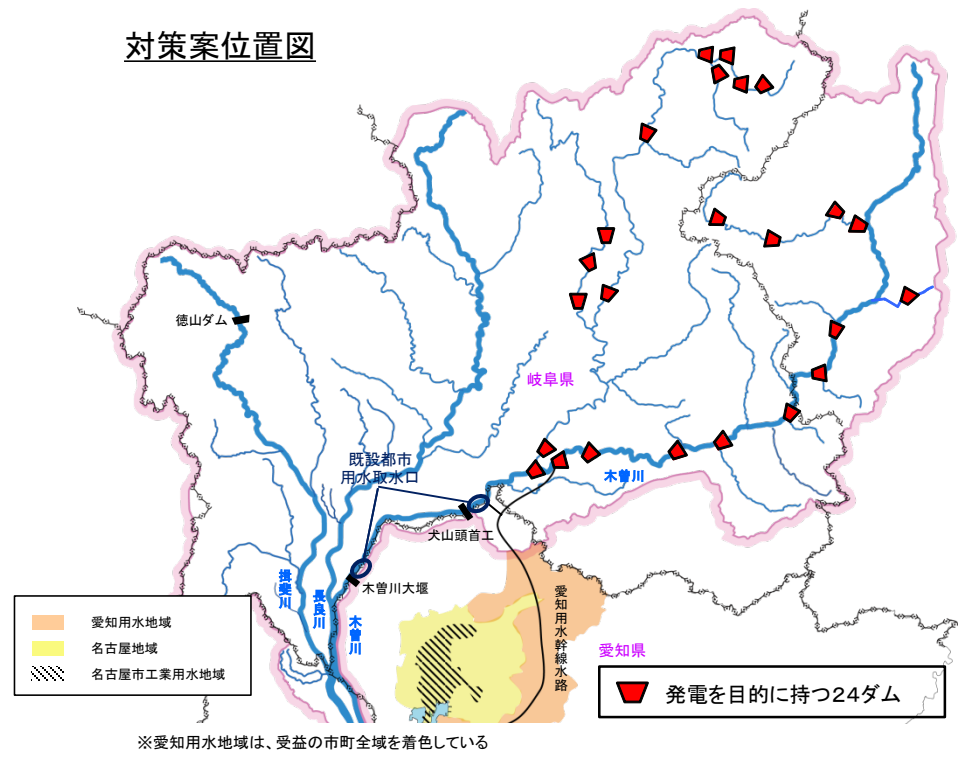 対策案位置図
徳山ダム
岐阜県
既設都市
用水取水口
木曽川
犬山頭首工
木曽川大堰
揖斐川
長良川
木曽川
愛知用水幹線水路
愛知県
愛知用水地域
名古屋地域
名古屋市工業用水地域
発電を目的に持つ24ダム
※愛知用水地域は、受益の市町全域を着色している